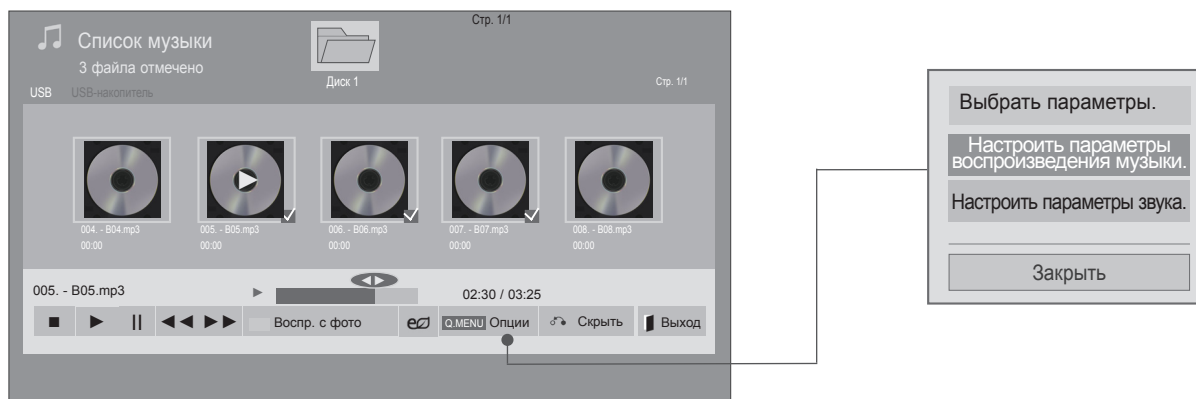 Стр. 1/1
Список музыки
3 файла отмечено
Диск 1
Стр. 1/1
USB USB-накопитель
004. - B04.mp3
00:00
005. - B05.mp3
00:00
006. - B06.mp3
00:00
007. - B07.mp3
00:00
008. - B08.mp3
00:00
005. - B05.mp3
02:30 / 03:25
Воспр. с фото
Q.MENU Опции
Скрыть
Выход
Выбрать параметры.
Настроить параметры
воспроизведения музыки.
Настроить параметры звука.
Закрыть